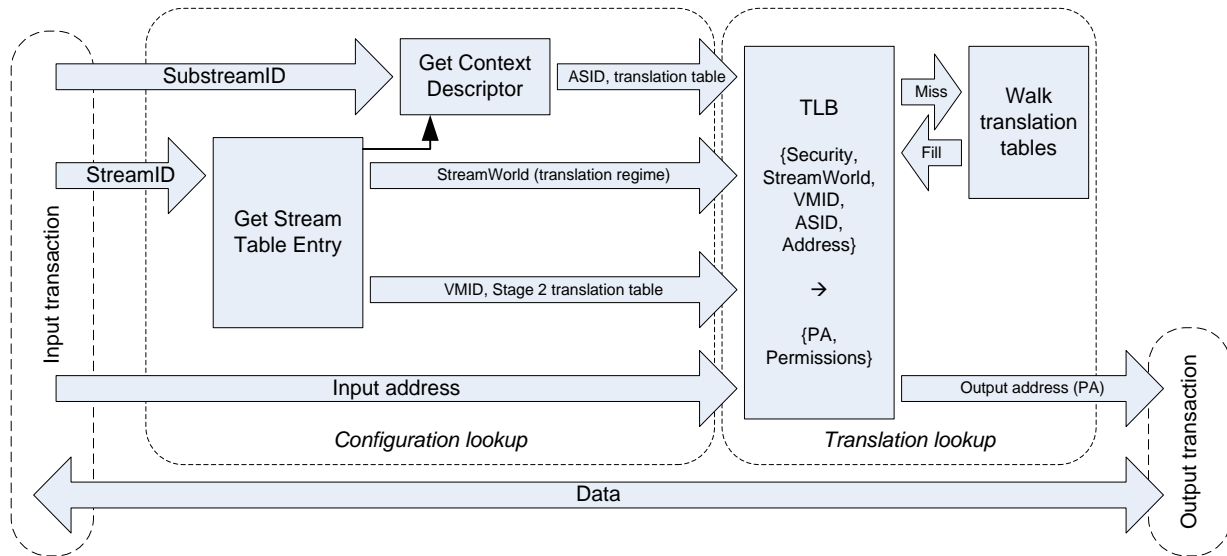 SubstreamID
Get Context
Descriptor
ASID, translation table
TLB
Miss
Fill
Walk
translation
tables
StreamID
Get Stream
Table Entry
StreamWorld (translation regime)
{Security,
StreamWorld,
VMID,
ASID,
Address}
→
{PA,
Permissions}
VMID, Stage 2 translation table
Input transaction
Input address
Output address (PA)
Configuration lookup
Translation lookup
Data
Output transaction